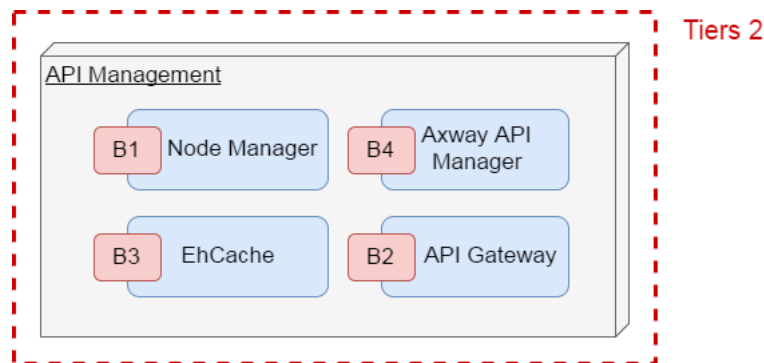 Tiers 2
API Management
B1
Node Manager
B4
Axway API
Manager
B3
EhCache
B2
API Gateway